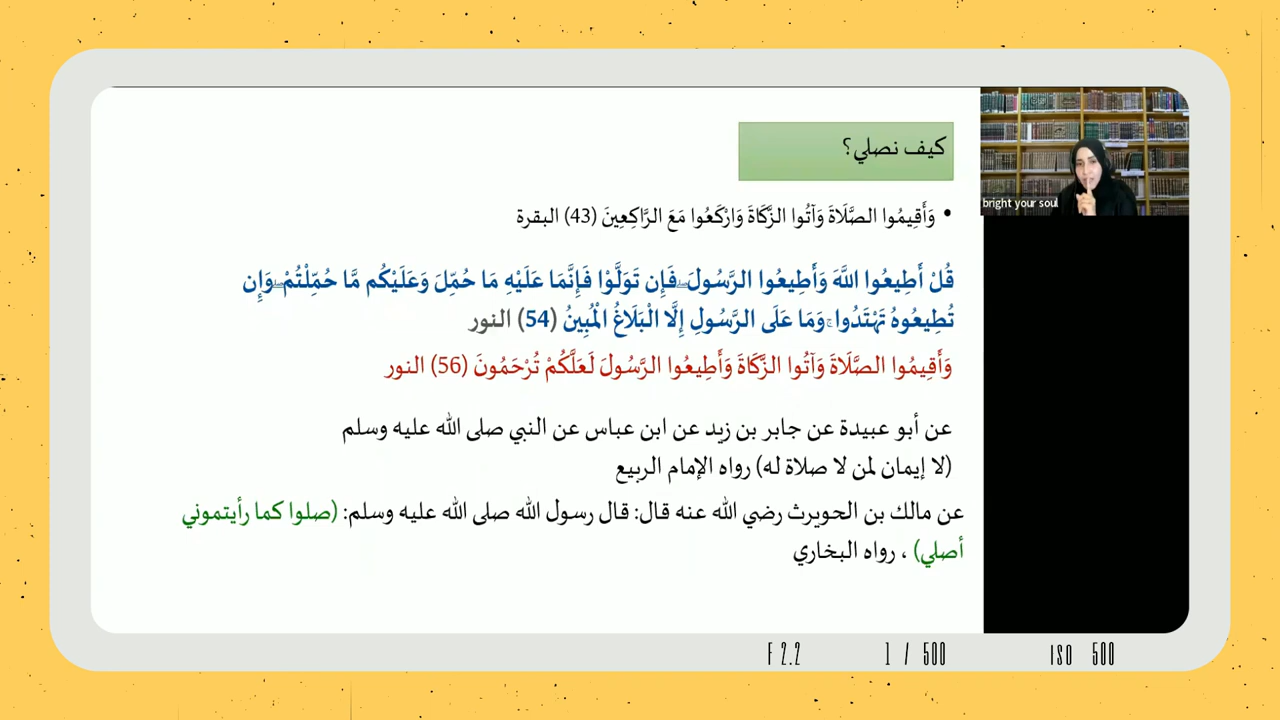 كيف نصلي؟
• وَأَقِيمُوا الصَّلَاةَ وَآتُوا الزَّكَاةَ وَارْكَعُوا مَعَ الرَّاكِعِينَ (43) البقرة
قُلْ أَطِيعُوا اللَّهَ وَأَطِيعُوا الرَّسُولَ ۖ فَإِن تَوَلَّوْا فَإِنَّمَا عَلَيْهِ مَا حُمِّلَ وَعَلَيْكُم مَّا حُمِّلْتُمْ ۖ وَإِن
تُطِيعُوهُ تَهْتَدُوا ۚ وَمَا عَلَى الرَّسُولِ إِلَّا الْبَلَاغُ الْمُبِينُ (54) النور
وَأَقِيمُوا الصَّلَاةَ وَآتُوا الزَّكَاةَ وَأَطِيعُوا الرَّسُولَ لَعَلَّكُمْ تُرْحَمُونَ (56) النور
عن أبو عبيدة عن جابر بن زيد عن ابن عباس عن النبي صلى الله عليه وسلم
(لا إيمان لمن لا صلاة له) رواه الإمام الربيع
عن مالك بن الحويرث رضي الله عنه قال: قال رسول الله صلى الله عليه وسلم: (صلوا كما رأيتموني
أصلي) ، رواه البخاري
bright your soul
F 2.2 1 / 500 ISO 500